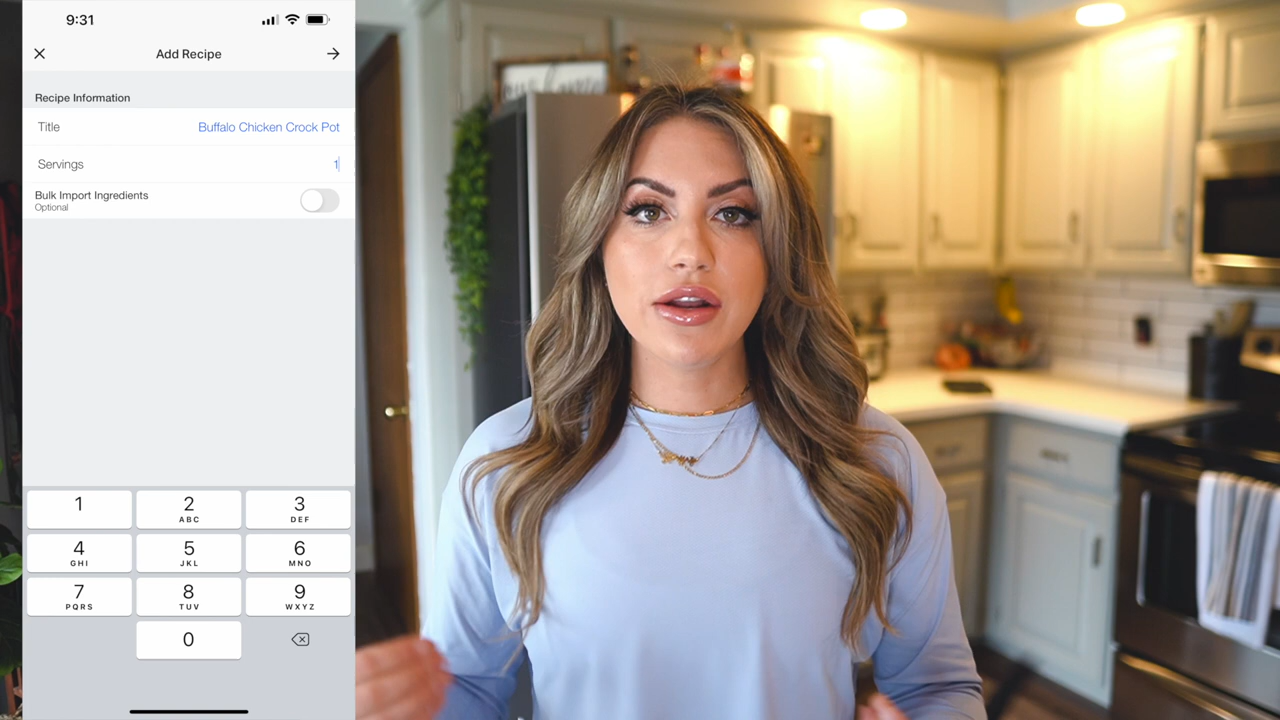 9:31
Add Recipe
Recipe Information
Title Buffalo Chicken Crock Pot
Servings 1
Bulk Import Ingredients
Optional
1 2 3
ABC DEF
4 5 6
GHI JKL MNO
7 8 9
PQRS TUV WXYZ
0